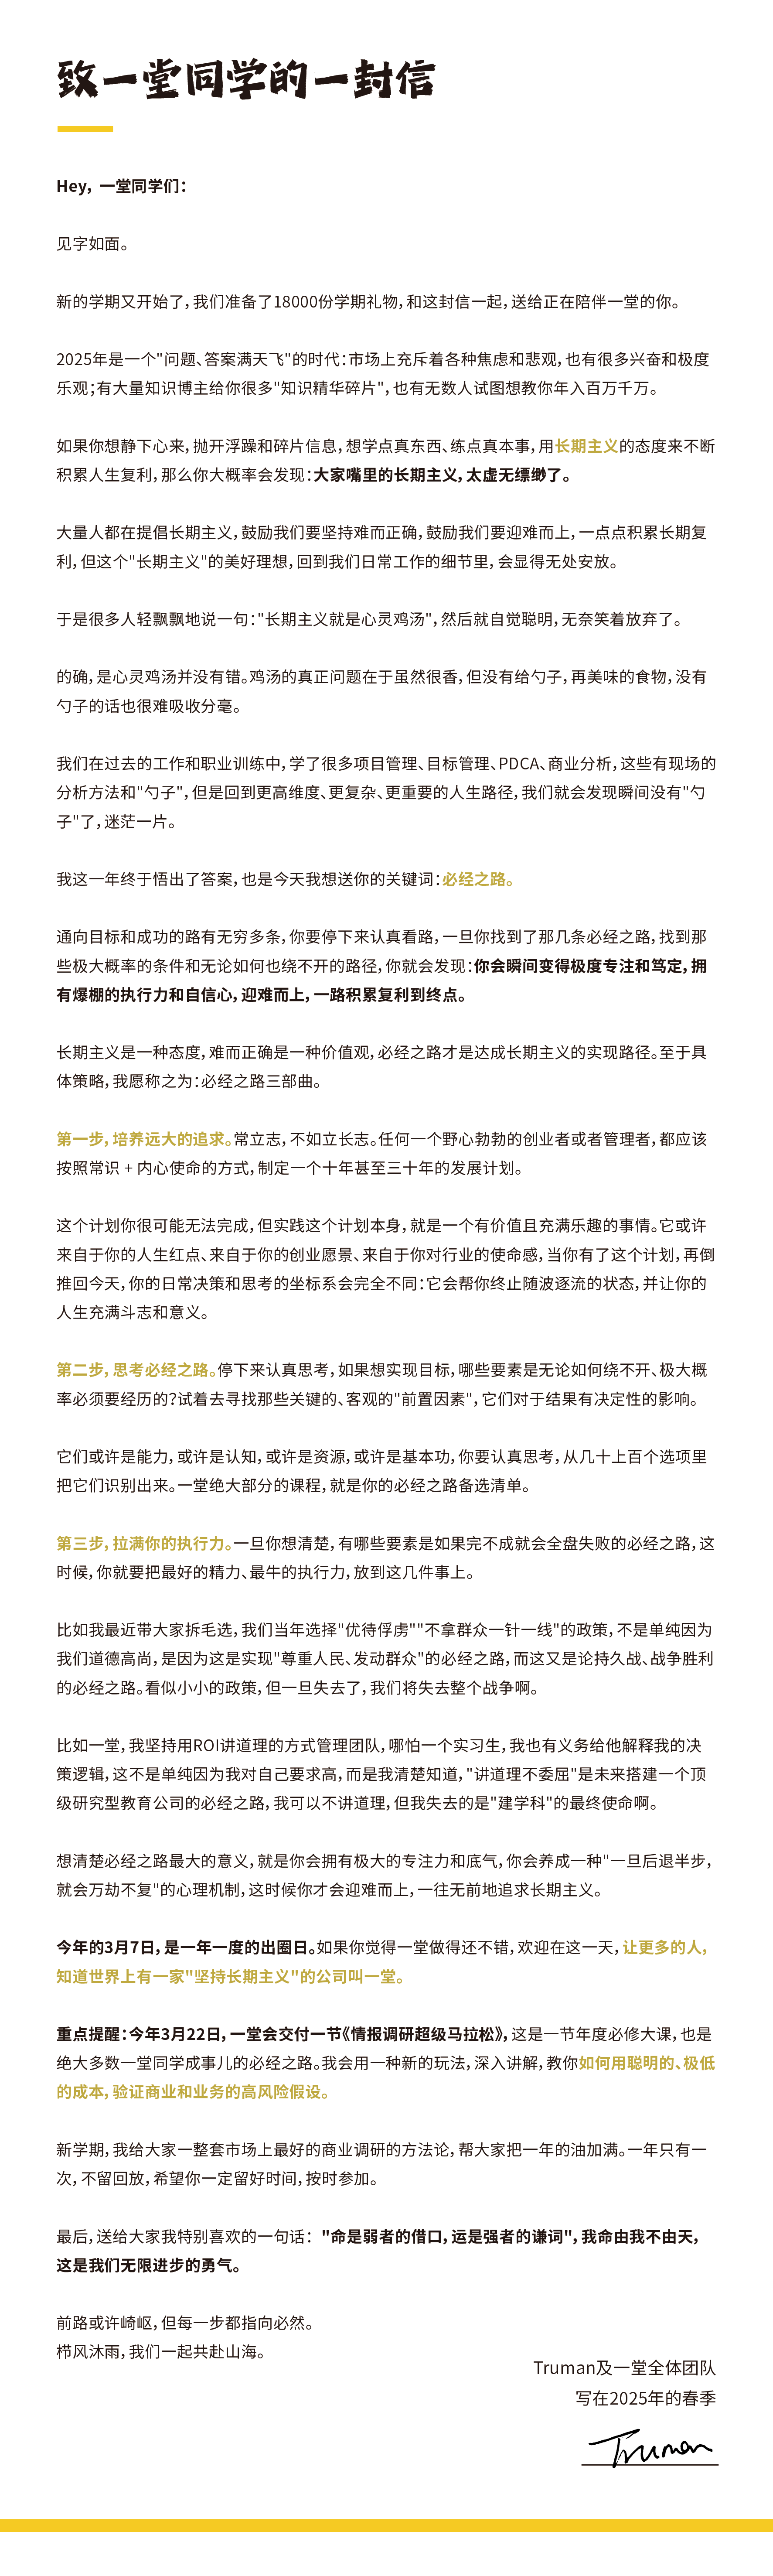 致一堂同学的一封信
Hey，一堂同学们：
见字如面。
新的学期又开始了，我们准备了18000份学期礼物，和这封信一起，送给正在陪伴一堂的你。
2025年是一个"问题、答案满天飞"的时代：市场上充斥着各种焦虑和悲观，也有很多兴奋和极度
乐观；有大量知识博主给你很多"知识精华碎片"，也有无数人试图想教你年入百万千万。
如果你想静下心来，抛开浮躁和碎片信息，想学点真东西、练点真本事，用长期主义的态度来不断
积累人生复利，那么你大概率会发现：大家嘴里的长期主义，太虚无缥缈了。
大量人都在提倡长期主义，鼓励我们要坚持难而正确，鼓励我们要迎难而上，一点点积累长期复
利，但这个"长期主义"的美好理想，回到我们日常工作的细节里，会显得无处安放。
于是很多人轻飘飘地说一句："长期主义就是心灵鸡汤"，然后就自觉聪明，无奈笑着放弃了。
的确，是心灵鸡汤并没有错。鸡汤的真正问题在于虽然很香，但没有给勺子，再美味的食物，没有
勺子的话也很难吸收分毫。
我们在过去的工作和职业训练中，学了很多项目管理、目标管理、PDCA、商业分析，这些有现场的
分析方法和"勺子"，但是回到更高维度、更复杂、更重要的人生路径，我们就会发现瞬间没有"勺
子"了，迷茫一片。
我这一年终于悟出了答案，也是今天我想送你的关键词：必经之路。
通向目标和成功的路有无穷多条，你要停下来认真看路，一旦你找到了那几条必经之路，找到那
些极大概率的条件和无论如何也绕不开的路径，你就会发现：你会瞬间变得极度专注和笃定，拥
有爆棚的执行力和自信心，迎难而上，一路积累复利到终点。
长期主义是一种态度，难而正确是一种价值观，必经之路才是达成长期主义的实现路径。至于具
体策略，我愿称之为：必经之路三部曲。
第一步，培养远大的追求。常立志，不如立长志。任何一个野心勃勃的创业者或者管理者，都应该
按照常识 + 内心使命的方式，制定一个十年甚至三十年的发展计划。
这个计划你很可能无法完成，但实践这个计划本身，就是一个有价值且充满乐趣的事情。它或许
来自于你的人生红点、来自于你的创业愿景、来自于你对行业的使命感，当你有了这个计划，再倒
推回今天，你的日常决策和思考的坐标系会完全不同：它会帮你终止随波逐流的状态，并让你的
人生充满斗志和意义。
第二步，思考必经之路。停下来认真思考，如果想实现目标，哪些要素是无论如何绕不开、极大概
率必须要经历的？试着去寻找那些关键的、客观的"前置因素"，它们对于结果有决定性的影响。
它们或许是能力，或许是认知，或许是资源，或许是基本功，你要认真思考，从几十上百个选项里
把它们识别出来。一堂绝大部分的课程，就是你的必经之路备选清单。
第三步，拉满你的执行力。一旦你想清楚，有哪些要素是如果完不成就会全盘失败的必经之路，这
时候，你就要把最好的精力、最牛的执行力，放到这几件事上。
比如我最近带大家拆毛选，我们当年选择"优待俘虏""不拿群众一针一线"的政策，不是单纯因为
我们道德高尚，是因为这是实现"尊重人民、发动群众"的必经之路，而这又是论持久战、战争胜利
的必经之路。看似小小的政策，但一旦失去了，我们将失去整个战争啊。
比如一堂，我坚持用ROI讲道理的方式管理团队，哪怕一个实习生，我也有义务给他解释我的决
策逻辑，这不是单纯因为我对自己要求高，而是我清楚知道，"讲道理不委屈"是未来搭建一个顶
级研究型教育公司的必经之路，我可以不讲道理，但我失去的是"建学科"的最终使命啊。
想清楚必经之路最大的意义，就是你会拥有极大的专注力和底气，你会养成一种"一旦后退半步，
就会万劫不复"的心理机制，这时候你才会迎难而上，一往无前地追求长期主义。
今年的3月7日，是一年一度的出圈日。如果你觉得一堂做得还不错，欢迎在这一天，让更多的人，
知道世界上有一家"坚持长期主义"的公司叫一堂。
重点提醒：今年3月22日，一堂会交付一节《情报调研超级马拉松》，这是一节年度必修大课，也是
绝大多数一堂同学成事儿的必经之路。我会用一种新的玩法，深入讲解，教你如何用聪明的、极低
的成本，验证商业和业务的高风险假设。
新学期，我给大家一整套市场上最好的商业调研的方法论，帮大家把一年的油加满。一年只有一
次，不留回放，希望你一定留好时间，按时参加。
最后，送给大家我特别喜欢的一句话： "命是弱者的借口，运是强者的谦词"，我命由我不由天，
这是我们无限进步的勇气。
前路或许崎岖，但每一步都指向必然。
栉风沐雨，我们一起共赴山海。
Truman及一堂全体团队
写在2025年的春季
Truman